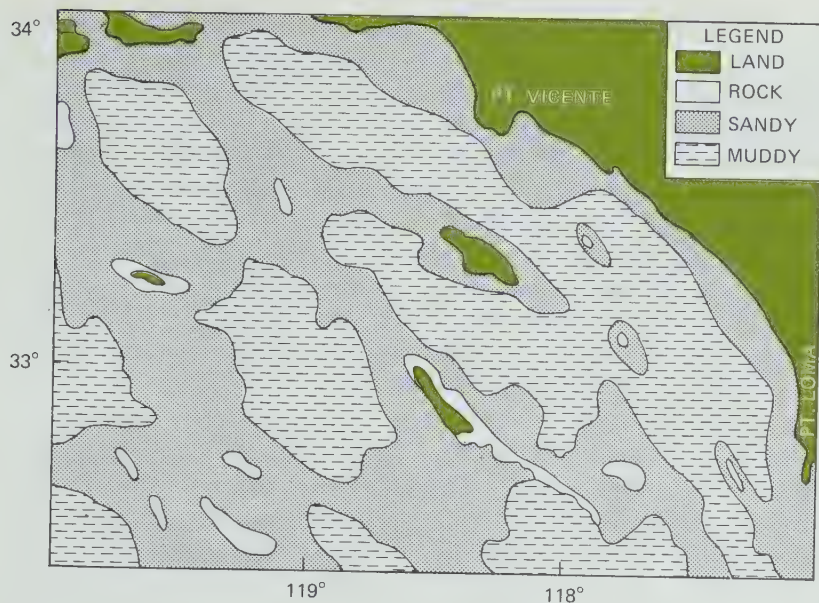 34°
LEGEND
LAND
ROCK
SANDY
MUDDY
PT. VICENTE
33°
PT. LOMA
119°
118°